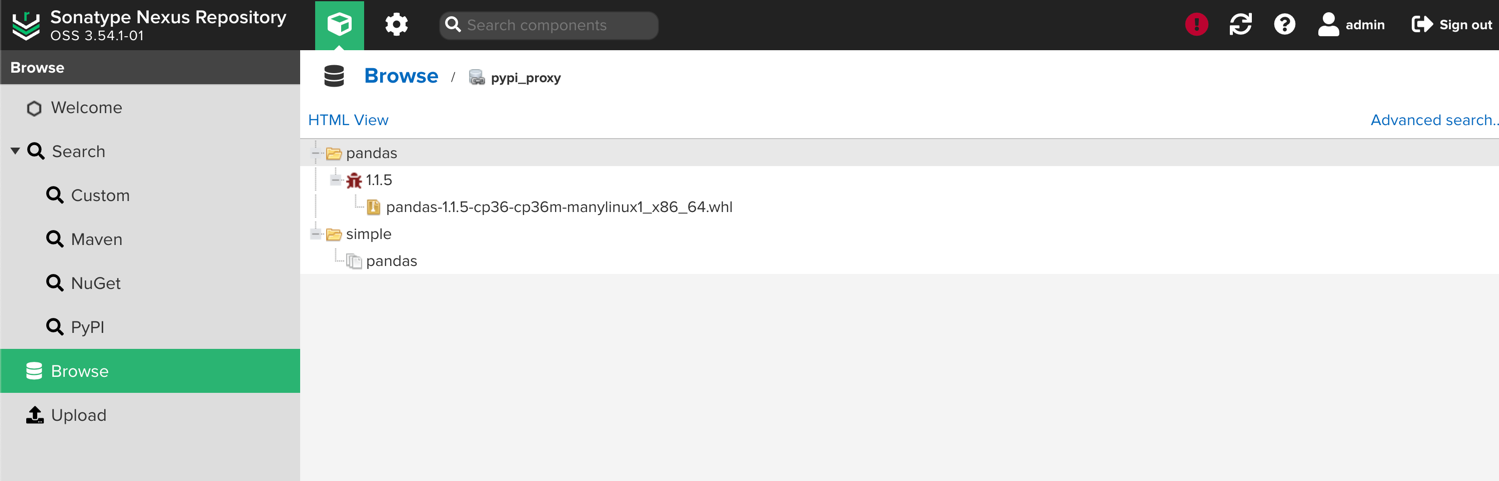 Sonatype Nexus Repository
OSS 3.54.1-01
Search components
!
?
admin
Sign out
Browse
Browse / pypi_proxy
Welcome
HTML View
Advanced search..
Search
pandas
1.1.5
Custom
pandas-1.1.5-cp36-cp36m-manylinux1_x86_64.whl
Maven
simple
pandas
NuGet
PyPI
Browse
Upload